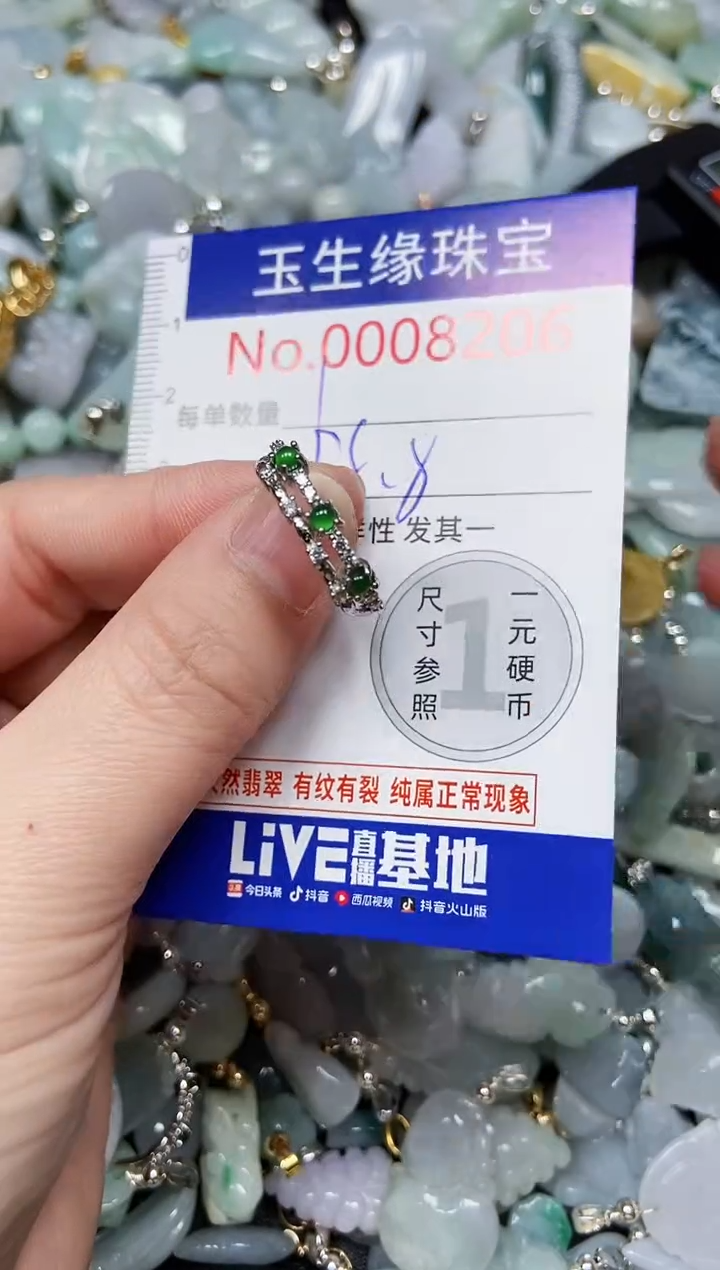 玉生缘珠宝
No.0008206
0
1
2
每单数量
性 发其一
尺寸参照
1
一元硬币
然翡翠 有纹有裂 纯属正常现象
LiVE直播基地
今日头条 抖音 西瓜视频 抖音火山版